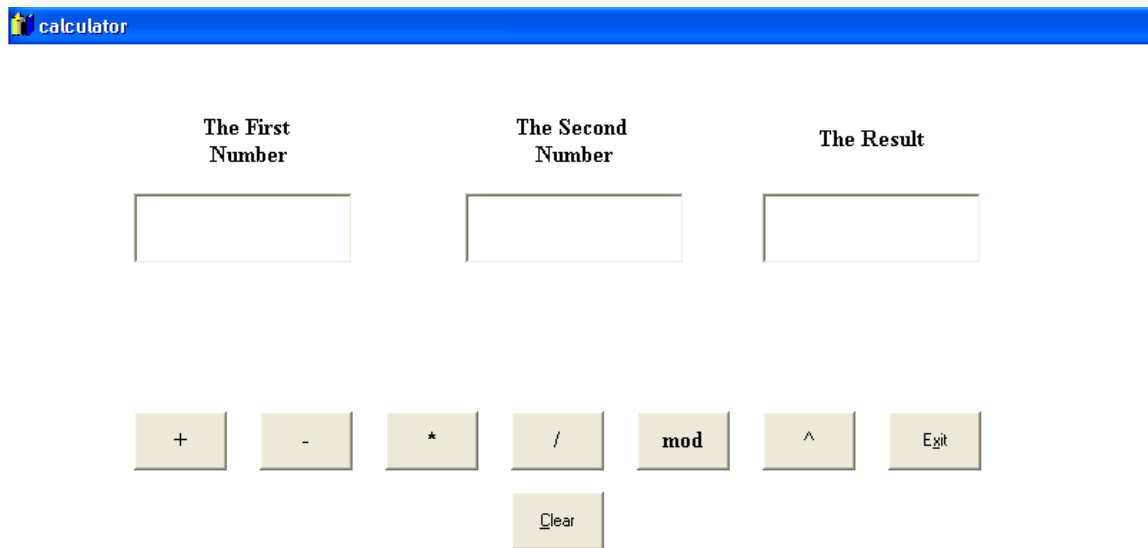 calculator
The First
Number
The Second
Number
The Result
+
-
*
/
mod
^
Exit
Clear